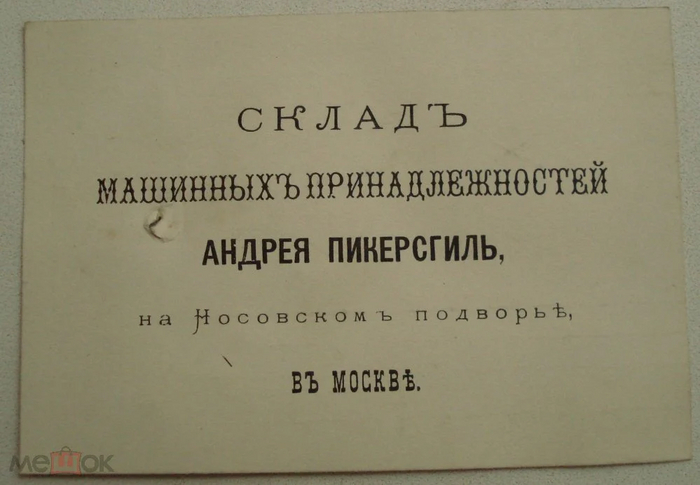 СКЛАДЪ
МАШИННЫХЪ ПРИНАДЛЕЖНОСТЕЙ
АНДРЕЯ ПИКЕРСГИЛЬ,
на Носовскомъ подворьѣ,
ВЪ МОСКВѢ.
мешок